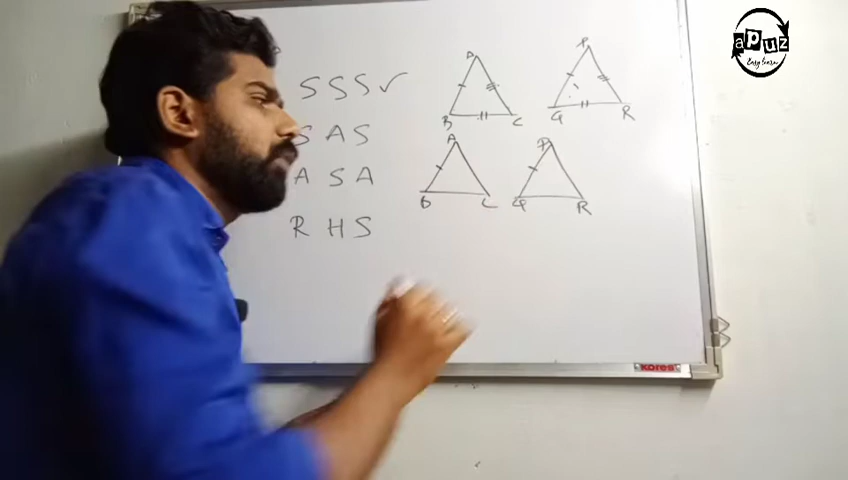 SSS✓
SAS
ASA
RHS
A
B C
P
Q R
A
B C
P
Q R
kores
apuz
Easy learn